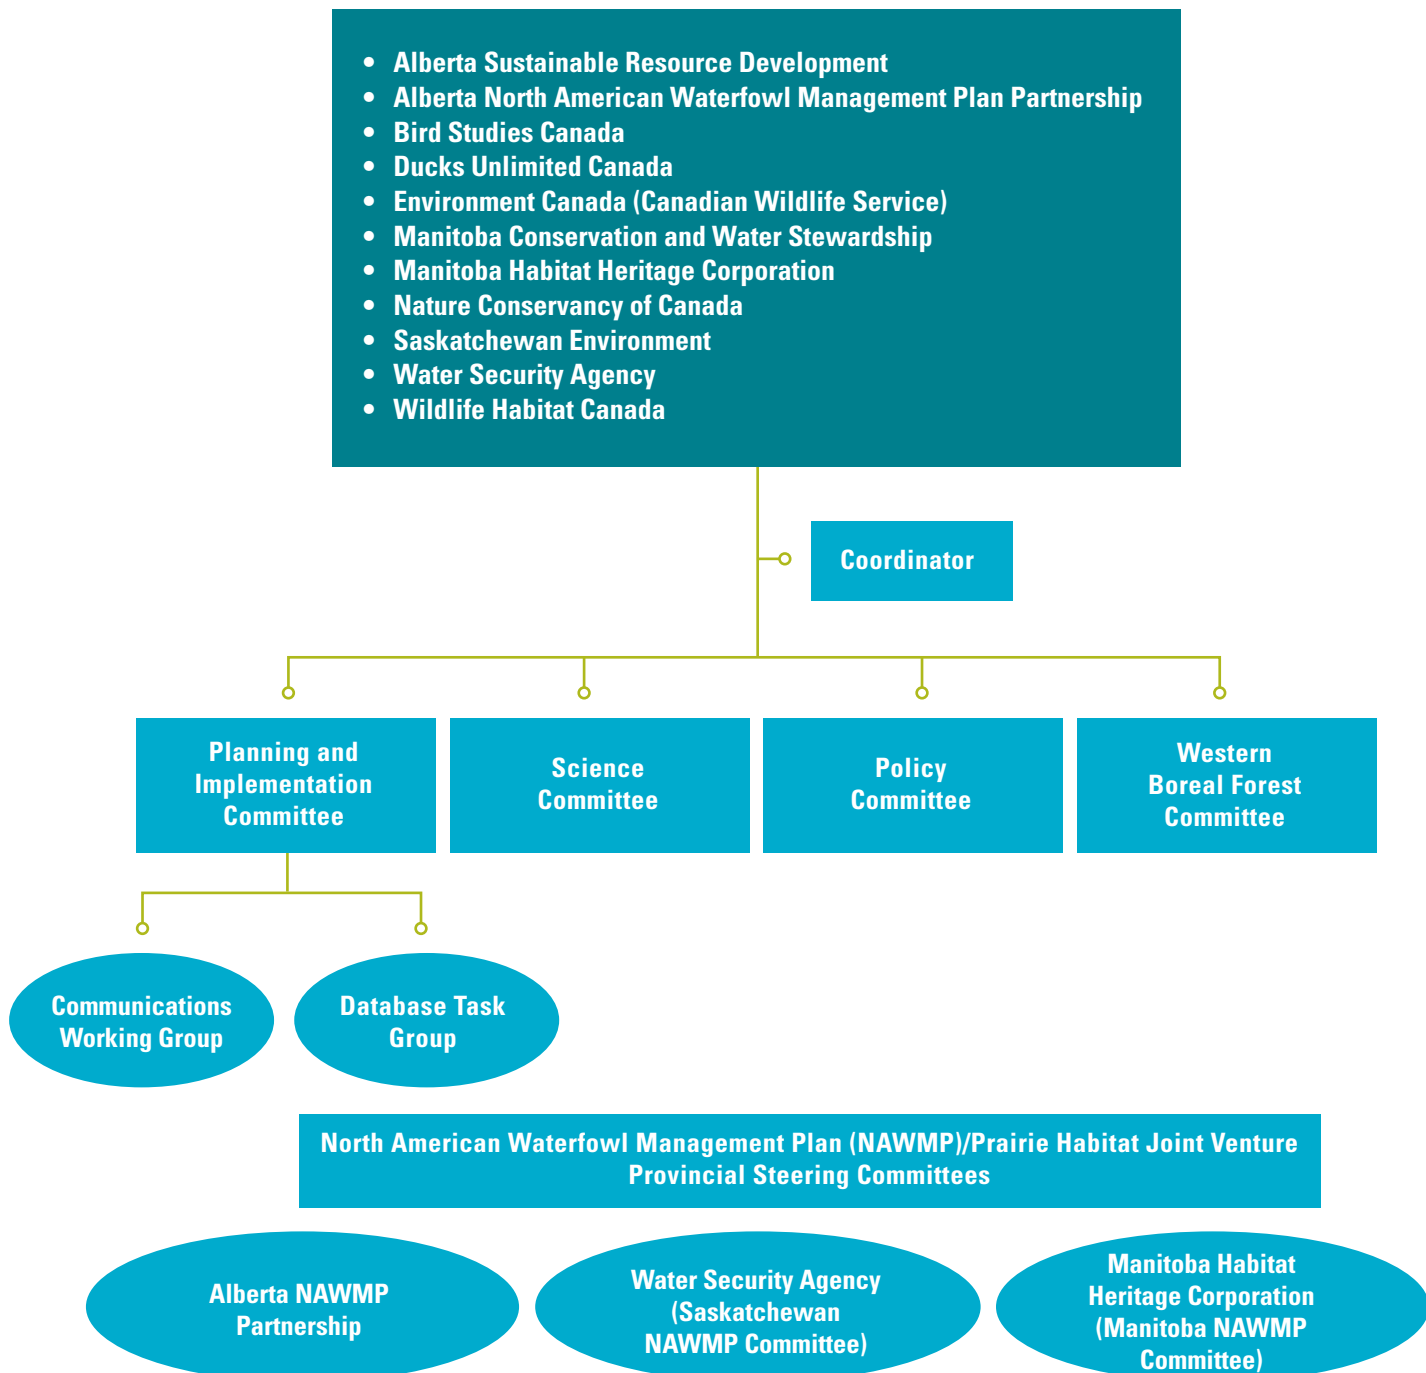 • Alberta Sustainable Resource Development
• Alberta North American Waterfowl Management Plan Partnership
• Bird Studies Canada
• Ducks Unlimited Canada
• Environment Canada (Canadian Wildlife Service)
• Manitoba Conservation and Water Stewardship
• Manitoba Habitat Heritage Corporation
• Nature Conservancy of Canada
• Saskatchewan Environment
• Water Security Agency
• Wildlife Habitat Canada
Coordinator
Planning and
Implementation
Committee
Science
Committee
Policy
Committee
Western
Boreal Forest
Committee
Communications
Working Group
Database Task
Group
North American Waterfowl Management Plan (NAWMP)/Prairie Habitat Joint Venture
Provincial Steering Committees
Alberta NAWMP
Partnership
Water Security Agency
(Saskatchewan
NAWMP Committee)
Manitoba Habitat
Heritage Corporation
(Manitoba NAWMP
Committee)